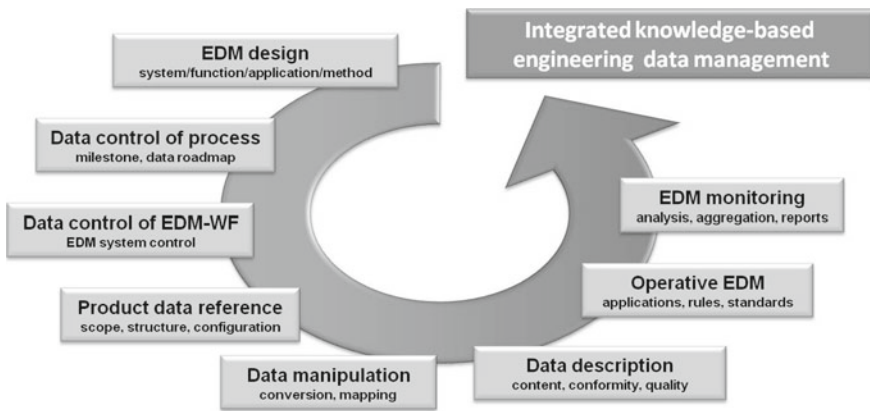 Integrated knowledge-based
engineering data management
EDM design
system/function/application/method
Data control of process
milestone, data roadmap
Data control of EDM-WF
EDM system control
Product data reference
scope, structure, configuration
Data manipulation
conversion, mapping
Data description
content, conformity, quality
Operative EDM
applications, rules, standards
EDM monitoring
analysis, aggregation, reports